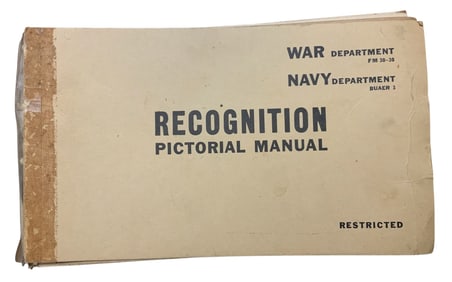 WAR DEPARTMENT
FM 30-30
NAVY DEPARTMENT
BUAER 3
RECOGNITION
PICTORIAL MANUAL
RESTRICTED